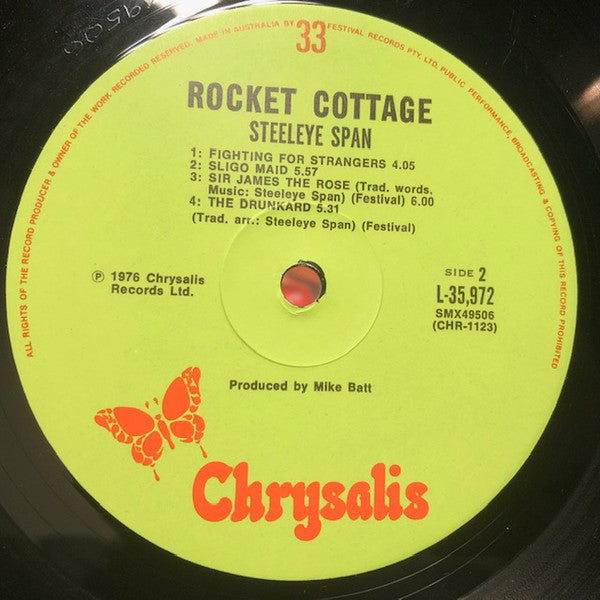 ALL RIGHTS OF THE RECORD PRODUCER & OWNER OF THE WORK RECORDED RESERVED. MADE IN AUSTRALIA BY FESTIVAL RECORDS PTY. LTD. PUBLIC PERFORMANCE, BROADCASTING & COPYING OF THIS RECORD PROHIBITED
33
ROCKET COTTAGE
STEELEYE SPAN
1: FIGHTING FOR STRANGERS 4.05
2: SLIGO MAID 5.57
3: SIR JAMES THE ROSE (Trad. words,
Music: Steeleye Span) (Festival) 6.00
4: THE DRUNKARD 5.31
(Trad. arr.: Steeleye Span) (Festival)
℗ 1976 Chrysalis
Records Ltd.
SIDE 2
L-35,972
SMX49506
(CHR-1123)
Produced by Mike Batt
Chrysalis